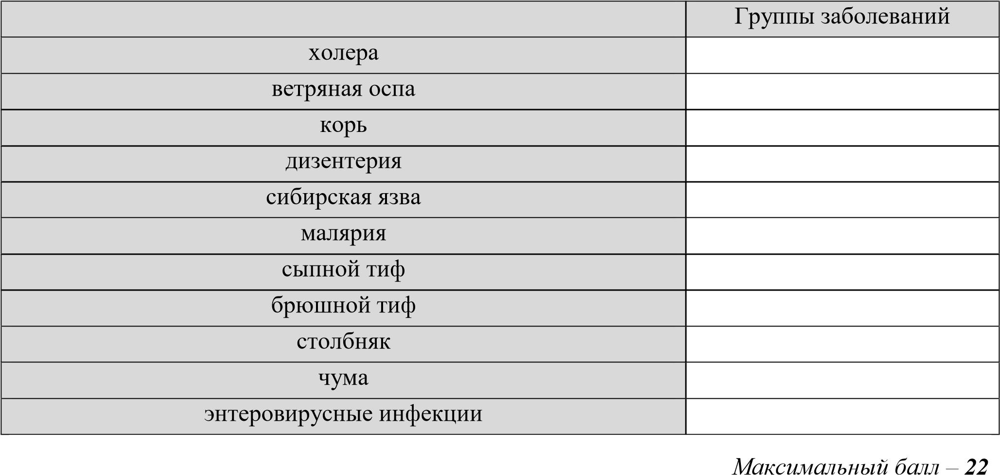 Группы заболеваний
холера
ветряная оспа
корь
дизентерия
сибирская язва
малярия
сыпной тиф
брюшной тиф
столбняк
чума
энтеровирусные инфекции
Максимальный балл – 22